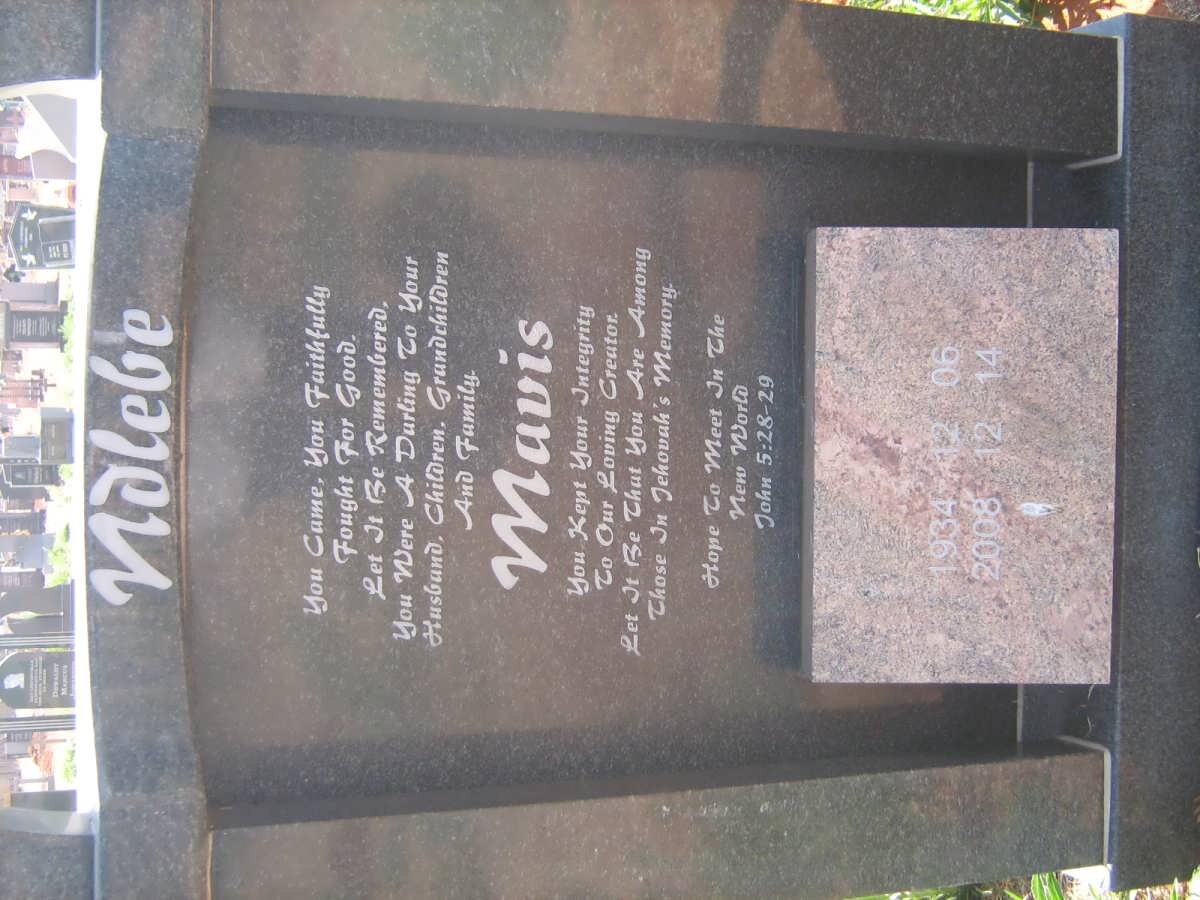 Ndlebe
You Came, You Faithfully
Fought For Good.
Let It Be Remembered,
You Were A Darling To Your
Husband, Children, Grandchildren
And Family.
Mavis
You Kept Your Integrity
To Our Loving Creator.
Let It Be That You Are Among
Those In Jehovah's Memory.
Hope To Meet In The
New World
John 5:28-29
1934 12 06
2008 12 14